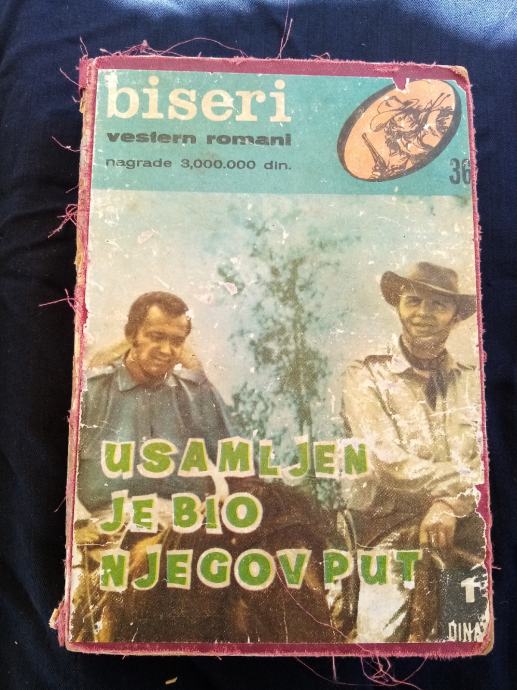 biseri
vestern romani
nagrade 3,000.000 din.
36
USAMLJEN
JE BIO
NJEGOV PUT
1
DINA